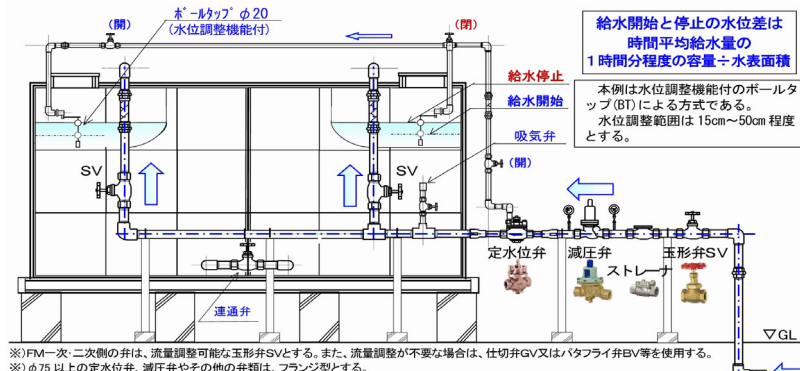 ﾎﾞｰﾙﾀｯﾌﾟφ20
(水位調整機能付)
(開)
(閉)
給水開始と停止の水位差は
時間平均給水量の
1時間分程度の容量÷水表面積
本例は水位調整機能付のボールタ
ップ(BT)による方式である。
水位調整範囲は15cm～50cm程度
とする。
給水停止
給水開始
吸気弁
SV
SV
(開)
定水位弁
減圧弁
ストレーナ
玉形弁SV
連通弁
▽GL
※)FM一次・二次側の弁は、流量調整可能な玉形弁SVとする。また、流量調整が不要な場合は、仕切弁GV又はバタフライ弁BV等を使用する。
※)φ75以上の定水位弁、減圧弁やその他の弁類は、フランジ型とする。